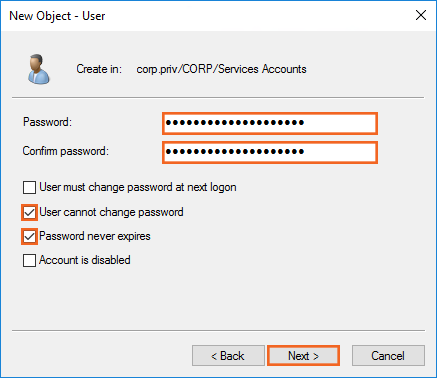 New Object - User
Create in: corp.priv/CORP/Services Accounts
Password: ••••••••••••••••••••
Confirm password: ••••••••••••••••••••
User must change password at next logon
User cannot change password
Password never expires
Account is disabled
< Back Next > Cancel